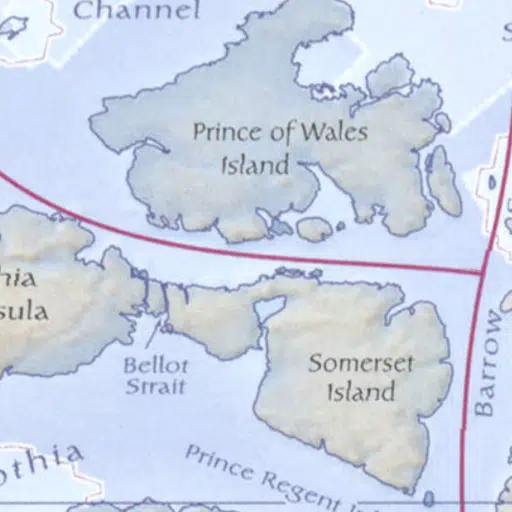 Channel
Prince of Wales
Island
hia
sula
Bellot
Strait
Somerset
Island
Barrow
othia
Prince Regent